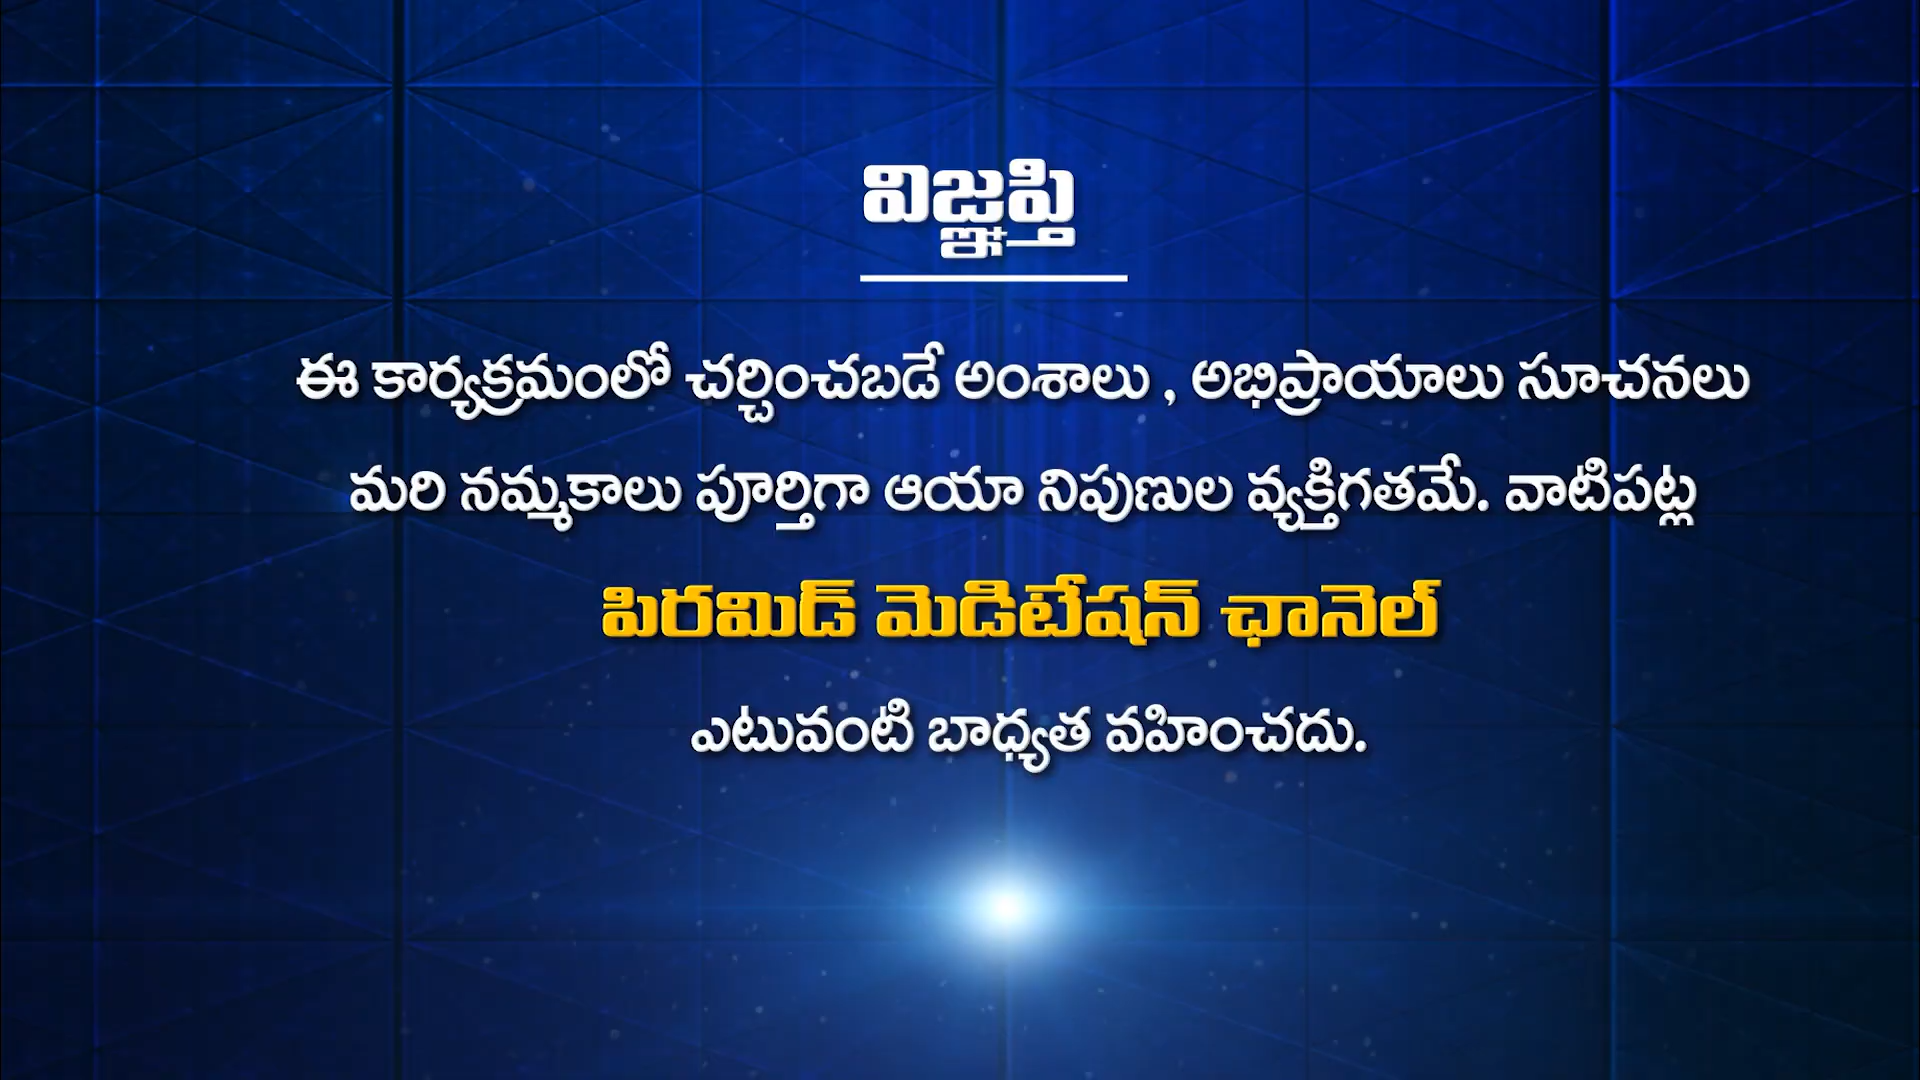 విజ్ఞప్తి
ఈ కార్యక్రమంలో చర్చించబడే అంశాలు , అభిప్రాయాలు సూచనలు
మరి నమ్మకాలు పూర్తిగా ఆయా నిపుణుల వ్యక్తిగతమే. వాటిపట్ల
పిరమిడ్ మెడిటేషన్ ఛానెల్
ఎటువంటి బాధ్యత వహించదు.